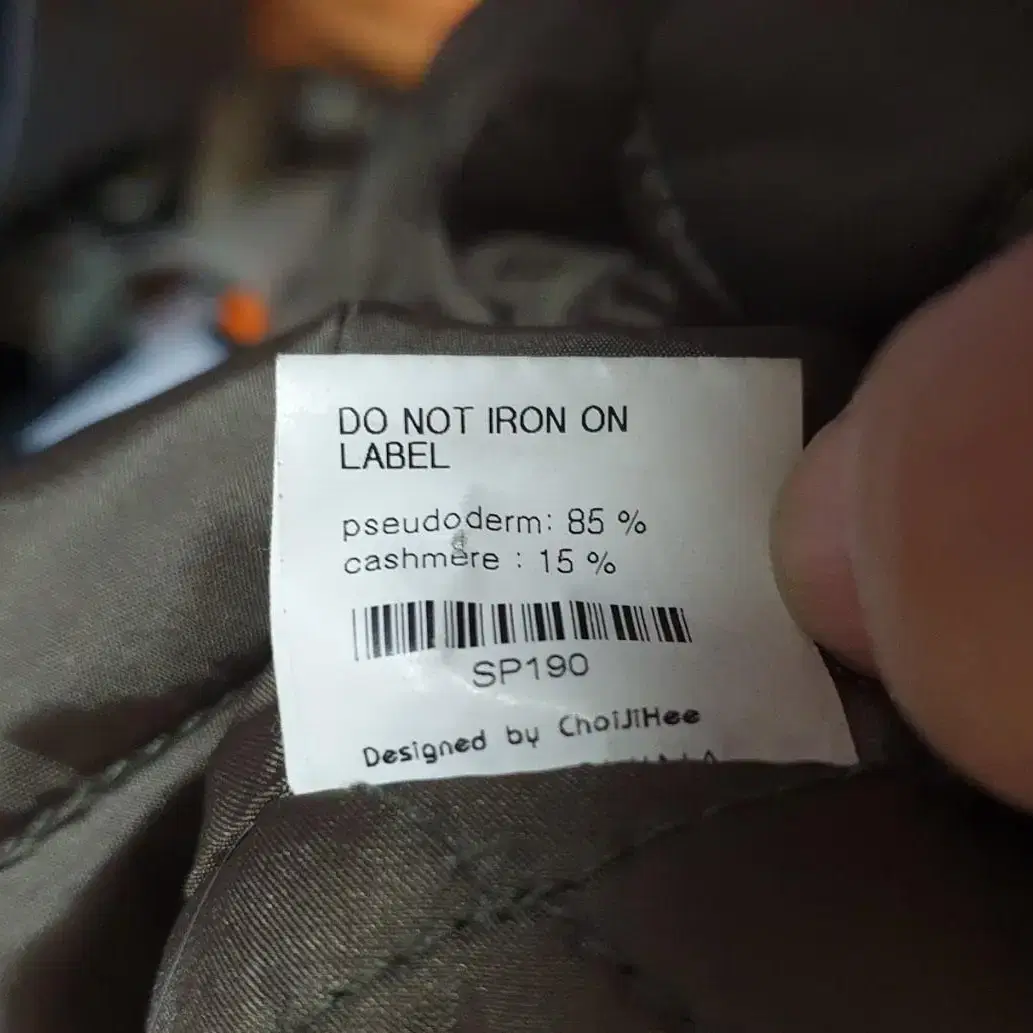 DO NOT IRON ON
LABEL
pseudoderm: 85 %
cashmere : 15 %
SP190
Designed by ChoiJiHee